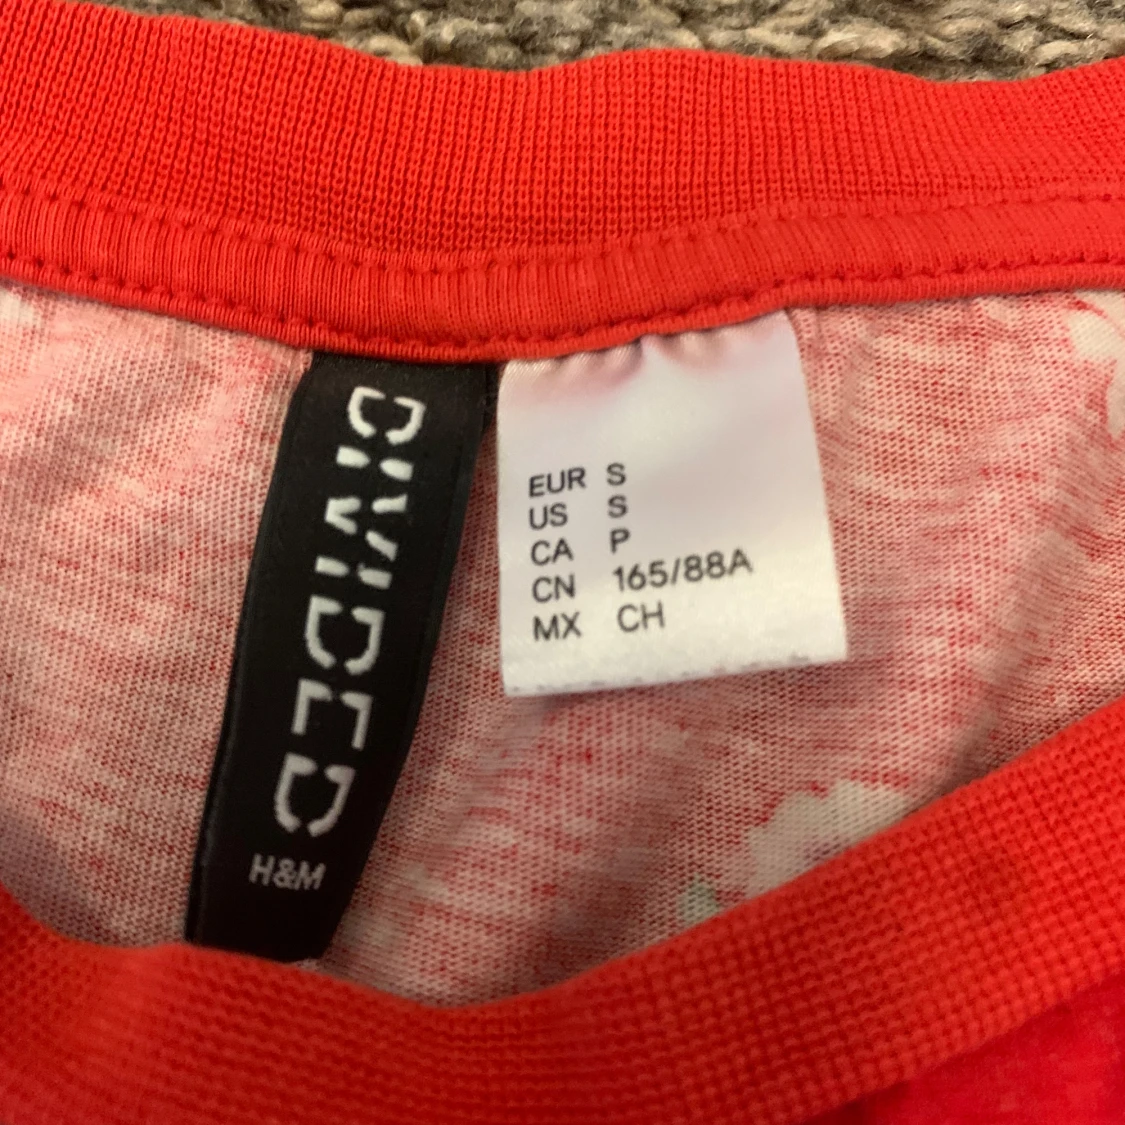 DIVIDED
H&M
EUR S
US S
CA P
CN 165/88A
MX CH